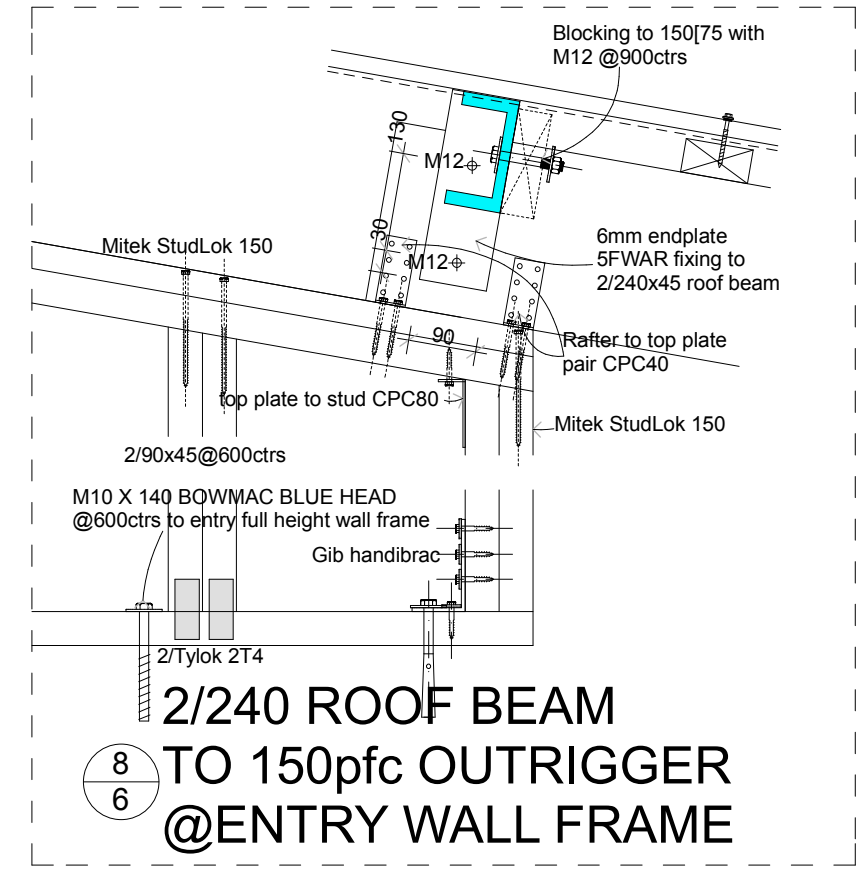 Blocking to 150[75 with
M12 @900ctrs
130
M12
30
M12
Mitek StudLok 150
6mm endplate
5FWAR fixing to
2/240x45 roof beam
90
Rafter to top plate
pair CPC40
top plate to stud CPC80
Mitek StudLok 150
2/90x45@600ctrs
M10 X 140 BOWMAC BLUE HEAD
@600ctrs to entry full height wall frame
Gib handibrac
2/Tylok 2T4
8
6
2/240 ROOF BEAM
TO 150pfc OUTRIGGER
@ENTRY WALL FRAME